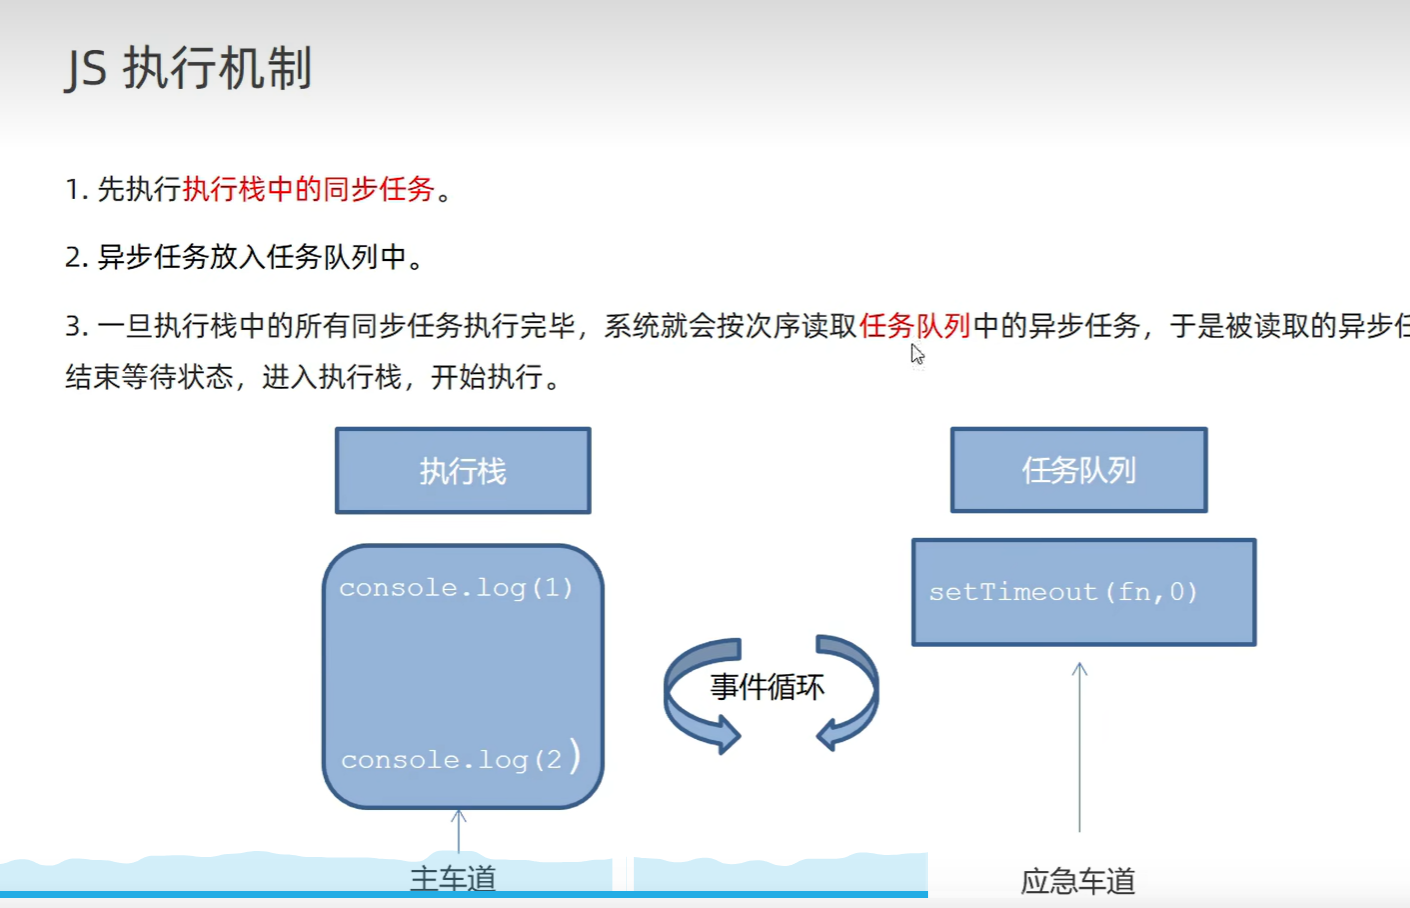 JS 执行机制
1. 先执行执行栈中的同步任务。
2. 异步任务放入任务队列中。
3. 一旦执行栈中的所有同步任务执行完毕，系统就会按次序读取任务队列中的异步任务，于是被读取的异步任
结束等待状态，进入执行栈，开始执行。
执行栈
任务队列
console.log(1)
setTimeout(fn,0)
事件循环
console.log(2)
主车道
应急车道